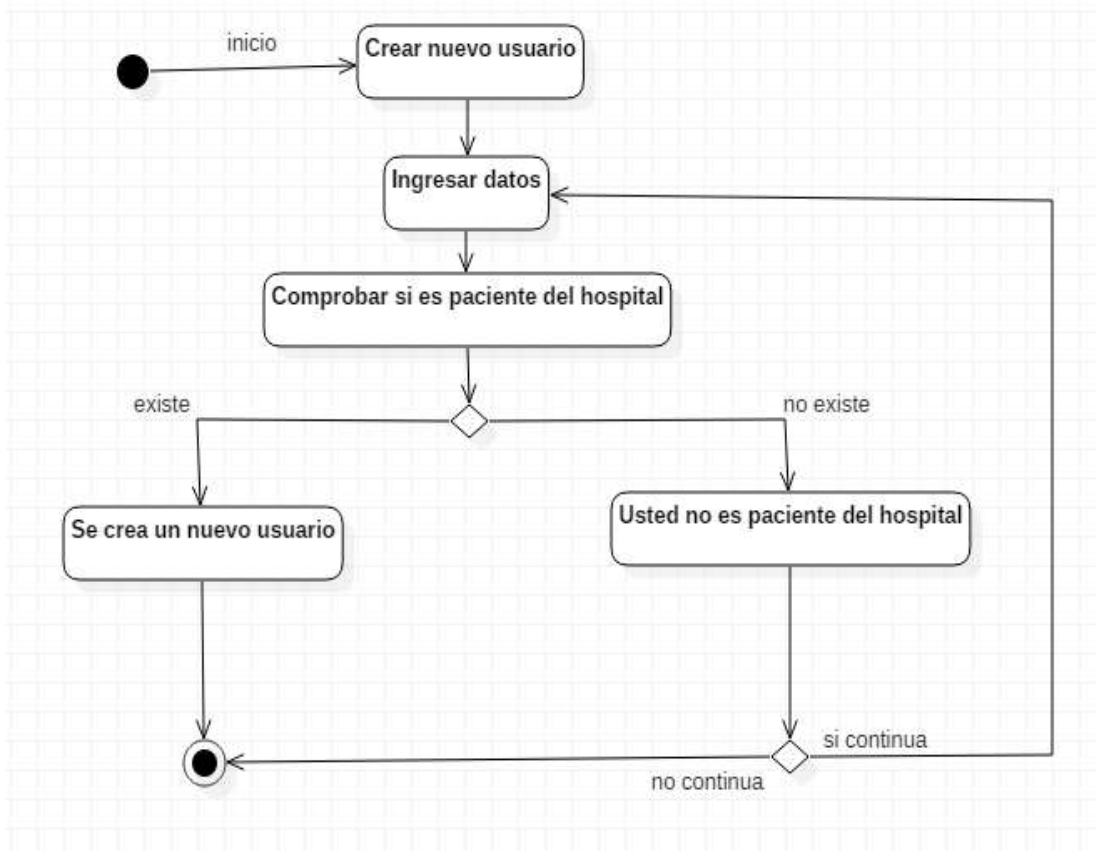 inicio
Crear nuevo usuario
Ingresar datos
Comprobar si es paciente del hospital
existe
no existe
Se crea un nuevo usuario
Usted no es paciente del hospital
si continua
no continua